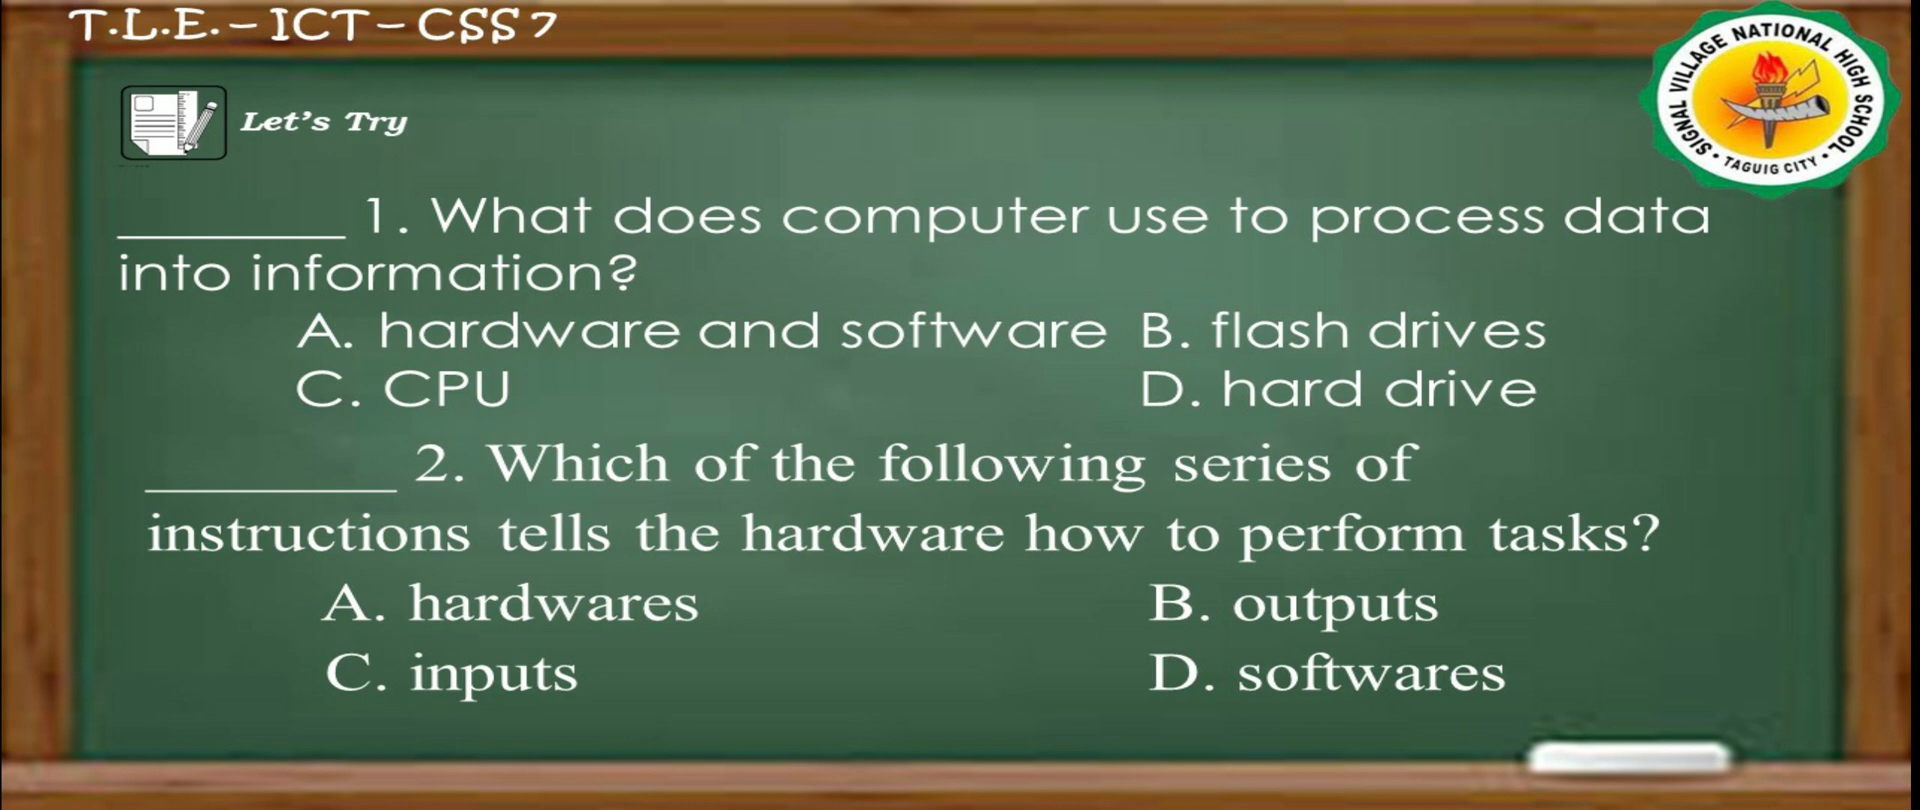 T.L.E. – ICT – CSS 7
SIGNAL VILLAGE NATIONAL HIGH SCHOOL
• TAGUIG CITY •
Let's Try
________ 1. What does computer use to process data
into information?
A. hardware and software B. flash drives
C. CPU D. hard drive
________ 2. Which of the following series of
instructions tells the hardware how to perform tasks?
A. hardwares B. outputs
C. inputs D. softwares